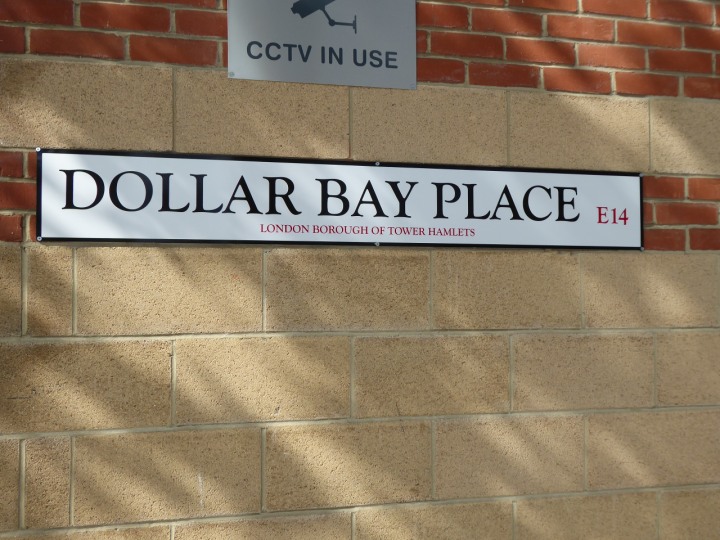 CCTV IN USE
DOLLAR BAY PLACE E14
LONDON BOROUGH OF TOWER HAMLETS